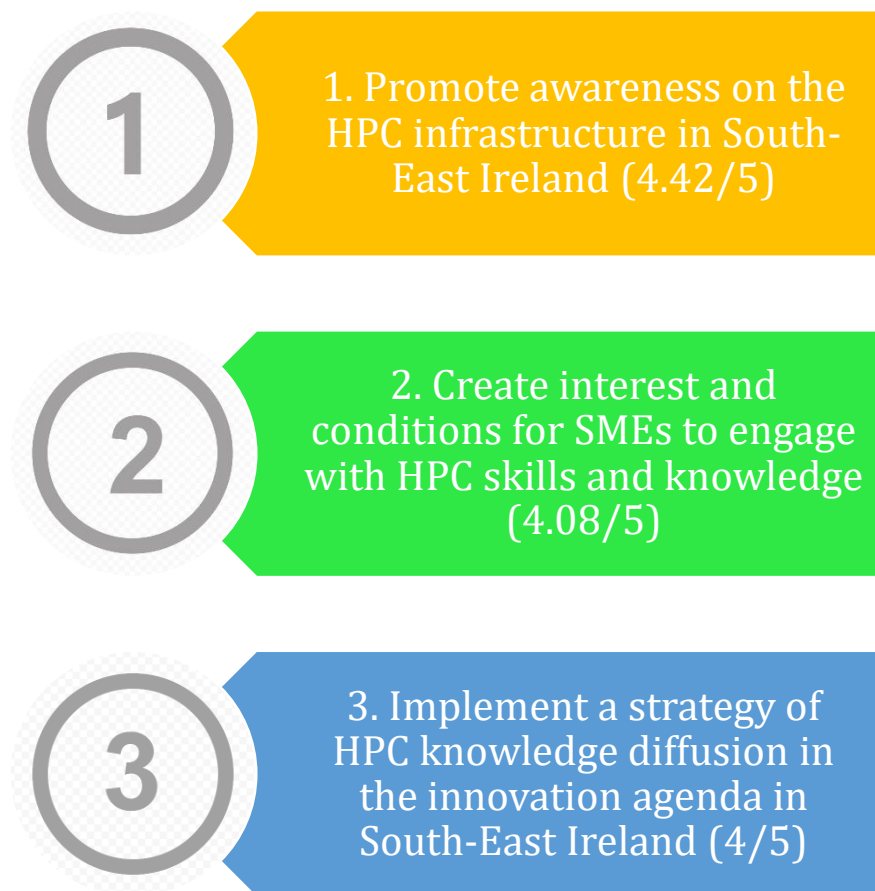 1
1. Promote awareness on the
HPC infrastructure in South-
East Ireland (4.42/5)
2
2. Create interest and
conditions for SMEs to engage
with HPC skills and knowledge
(4.08/5)
3
3. Implement a strategy of
HPC knowledge diffusion in
the innovation agenda in
South-East Ireland (4/5)